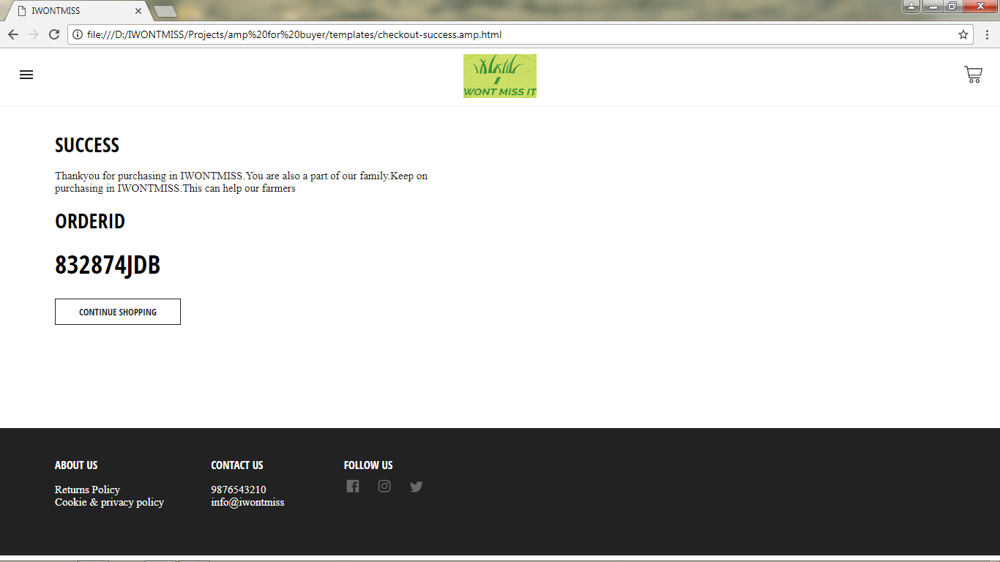 IWONTMISS
file:///D:/IWONTMISS/Projects/amp%20for%20buyer/templates/checkout-success.amp.html
WONT MISS IT
SUCCESS
Thankyou for purchasing in IWONTMISS.You are also a part of our family.Keep on
purchasing in IWONTMISS.This can help our farmers
ORDERID
832874JDB
CONTINUE SHOPPING
ABOUT US
CONTACT US
FOLLOW US
Returns Policy
9876543210
Cookie & privacy policy
info@iwontmiss